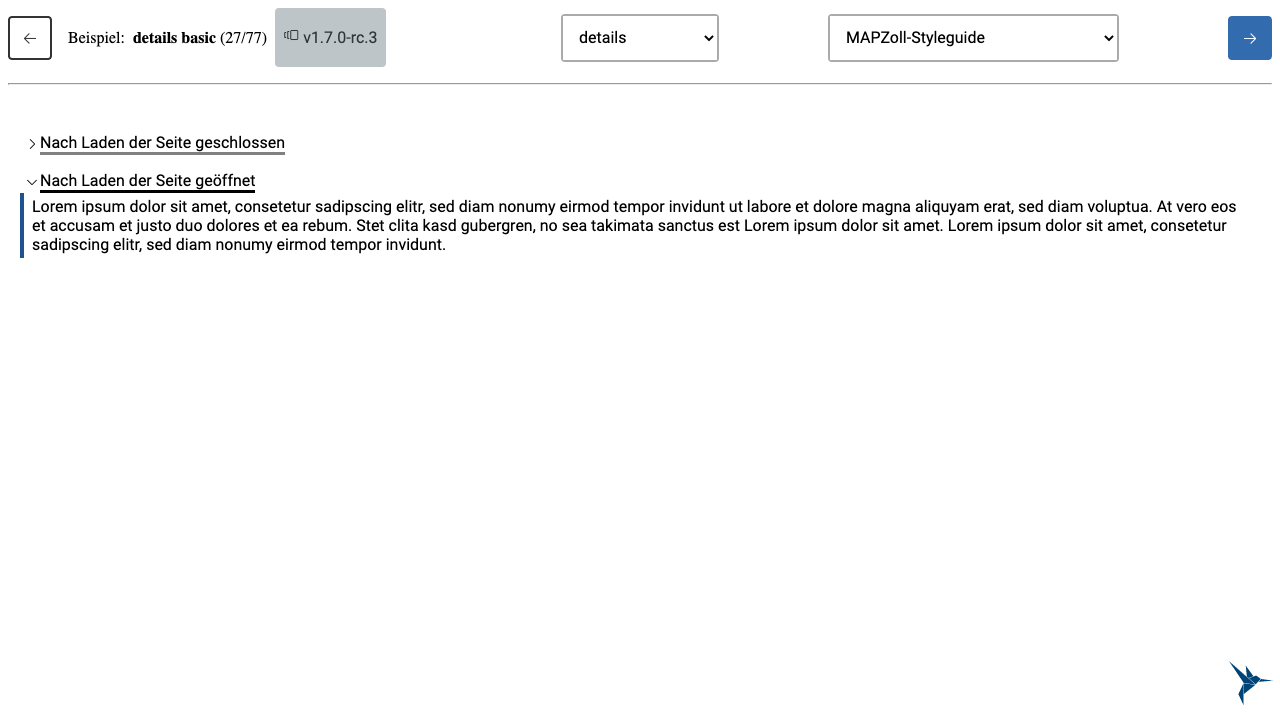 Beispiel: details basic (27/77) v1.7.0-rc.3 details MAPZoll-Styleguide
Nach Laden der Seite geschlossen
Nach Laden der Seite geöffnet
Lorem ipsum dolor sit amet, consetetur sadipscing elitr, sed diam nonumy eirmod tempor invidunt ut labore et dolore magna aliquyam erat, sed diam voluptua. At vero eos
et accusam et justo duo dolores et ea rebum. Stet clita kasd gubergren, no sea takimata sanctus est Lorem ipsum dolor sit amet. Lorem ipsum dolor sit amet, consetetur
sadipscing elitr, sed diam nonumy eirmod tempor invidunt.